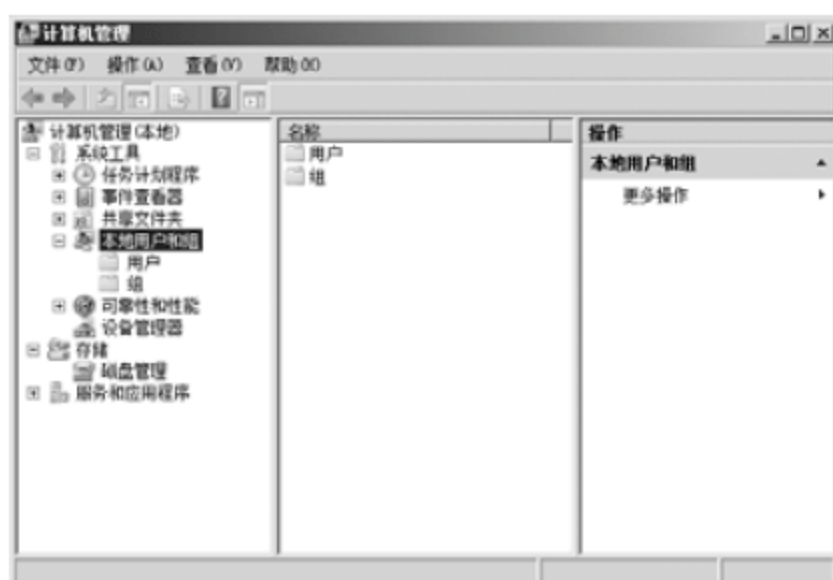 计算机管理
文件(F) 操作(A) 查看(V) 帮助(H)
计算机管理(本地)
系统工具
任务计划程序
事件查看器
共享文件夹
本地用户和组
用户
组
可靠性和性能
设备管理器
存储
磁盘管理
服务和应用程序
名称
用户
组
操作
本地用户和组
更多操作